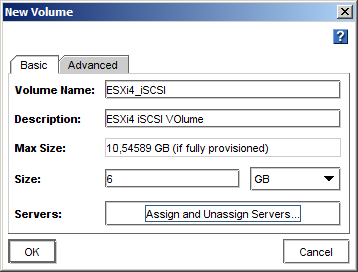 New Volume
?
Basic Advanced
Volume Name: ESXi4_iSCSI
Description: ESXi4 iSCSI VOlume
Max Size: 10,54589 GB (if fully provisioned)
Size: 6 GB
Servers: Assign and Unassign Servers...
OK Cancel